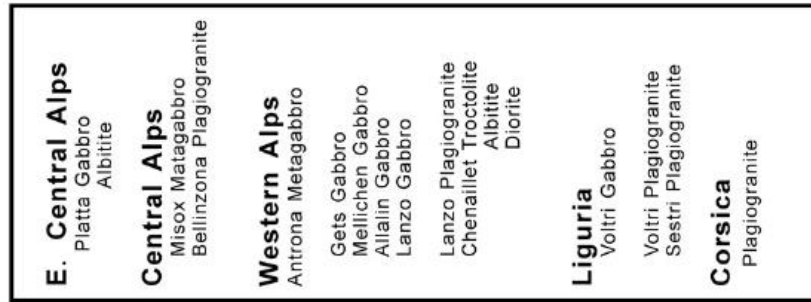 E. Central Alps
Platta Gabbro
Albitite
Central Alps
Misox Matagabbro
Bellinzona Plagiogranite
Western Alps
Antrona Metagabbro
Gets Gabbro
Mellichen Gabbro
Allalin Gabbro
Lanzo Gabbro
Lanzo Plagiogranite
Chenaillet Troctolite
Albitite
Diorite
Liguria
Voltri Gabbro
Voltri Plagiogranite
Sestri Plagiogranite
Corsica
Plagiogranite